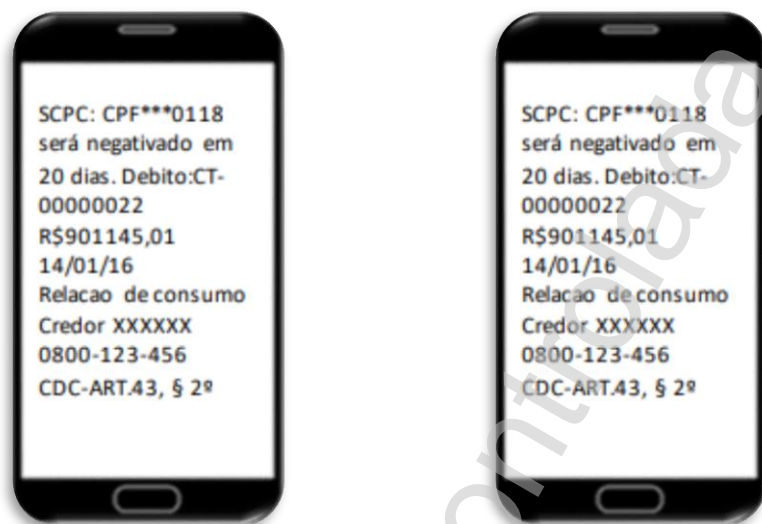 SCPC: CPF***0118
será negativado em
20 dias. Debito:CT-
00000022
R$901145,01
14/01/16
Relacao de consumo
Credor XXXXXX
0800-123-456
CDC-ART.43, § 2º
SCPC: CPF***0118
será negativado em
20 dias. Debito:CT-
00000022
R$901145,01
14/01/16
Relacao de consumo
Credor XXXXXX
0800-123-456
CDC-ART.43, § 2º
ontrolada